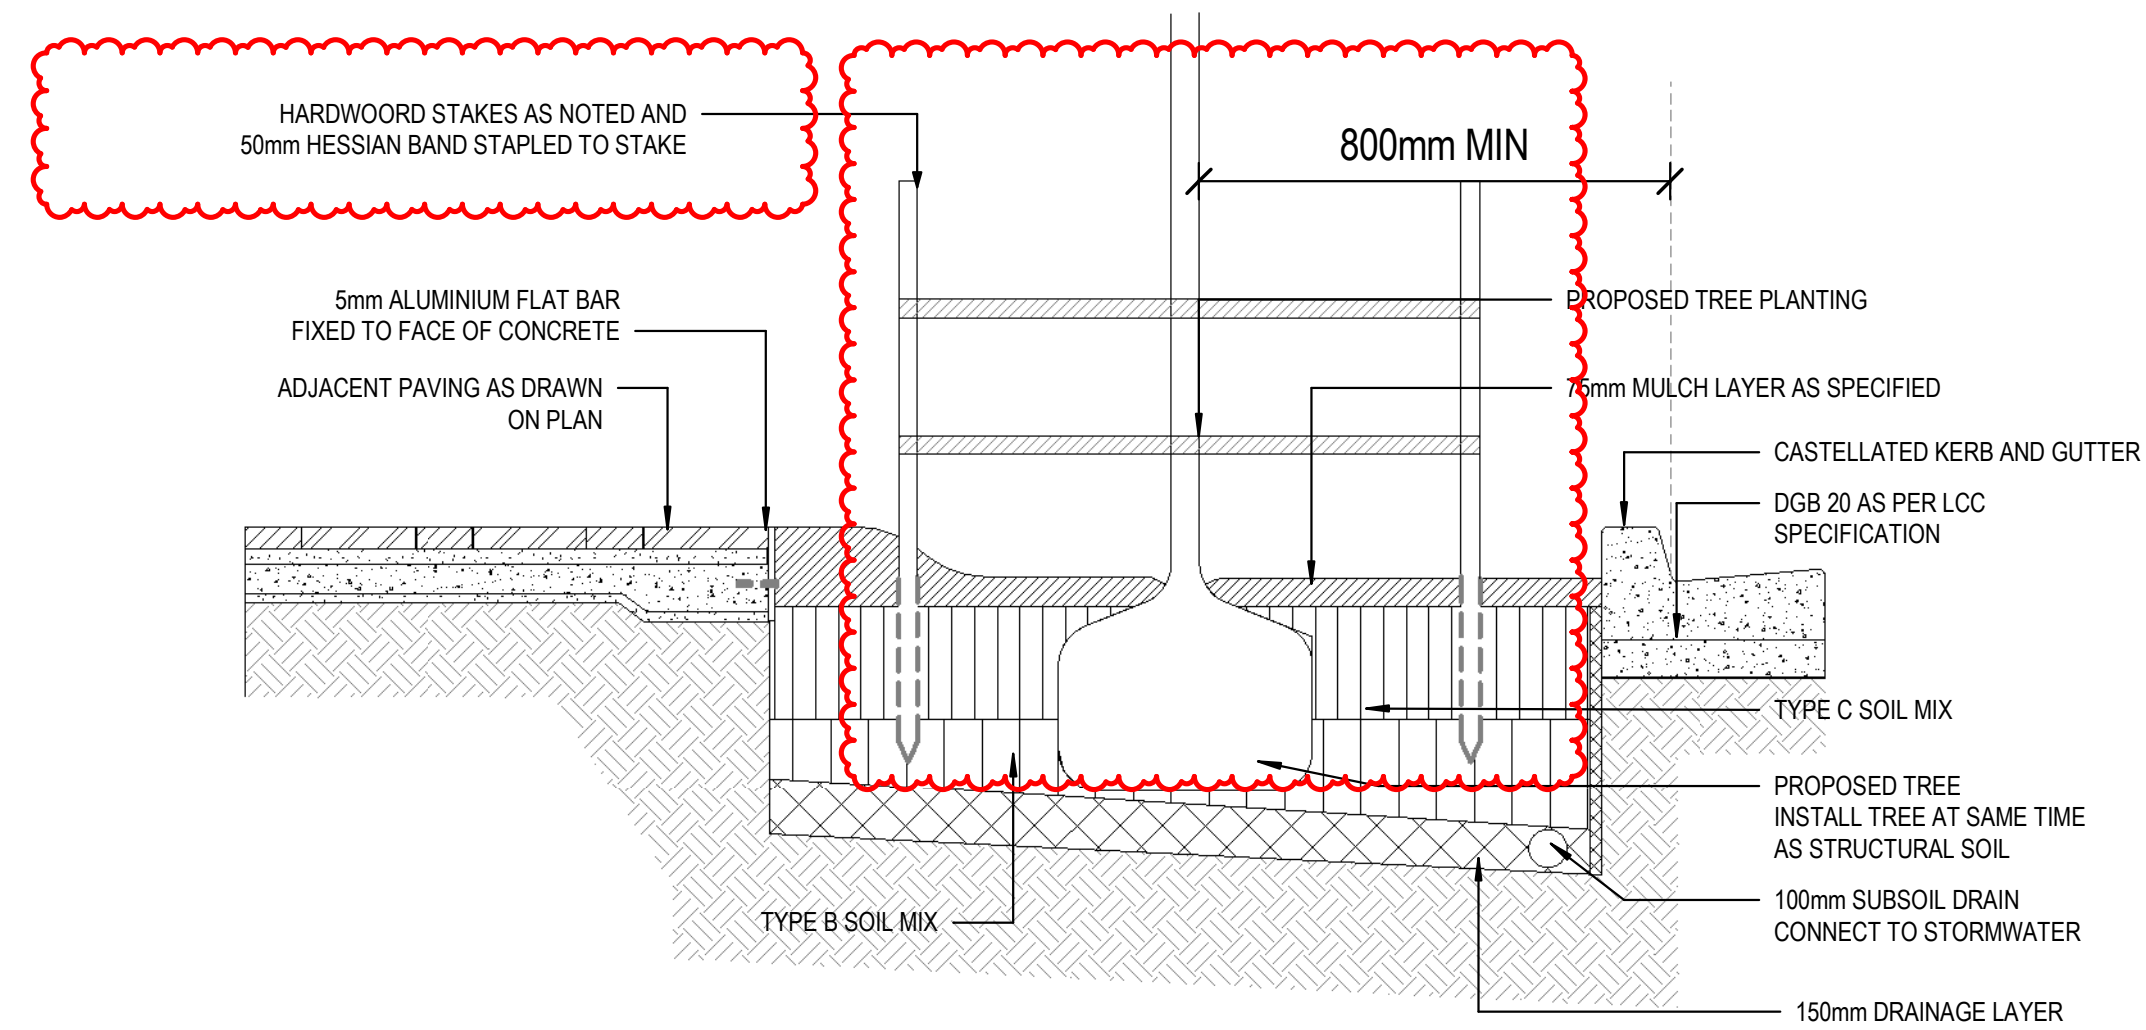 HARDWOORD STAKES AS NOTED AND
50mm HESSIAN BAND STAPLED TO STAKE
800mm MIN
5mm ALUMINIUM FLAT BAR
FIXED TO FACE OF CONCRETE
PROPOSED TREE PLANTING
ADJACENT PAVING AS DRAWN
ON PLAN
75mm MULCH LAYER AS SPECIFIED
CASTELLATED KERB AND GUTTER
DGB 20 AS PER LCC
SPECIFICATION
TYPE C SOIL MIX
PROPOSED TREE
INSTALL TREE AT SAME TIME
AS STRUCTURAL SOIL
100mm SUBSOIL DRAIN
CONNECT TO STORMWATER
TYPE B SOIL MIX
150mm DRAINAGE LAYER